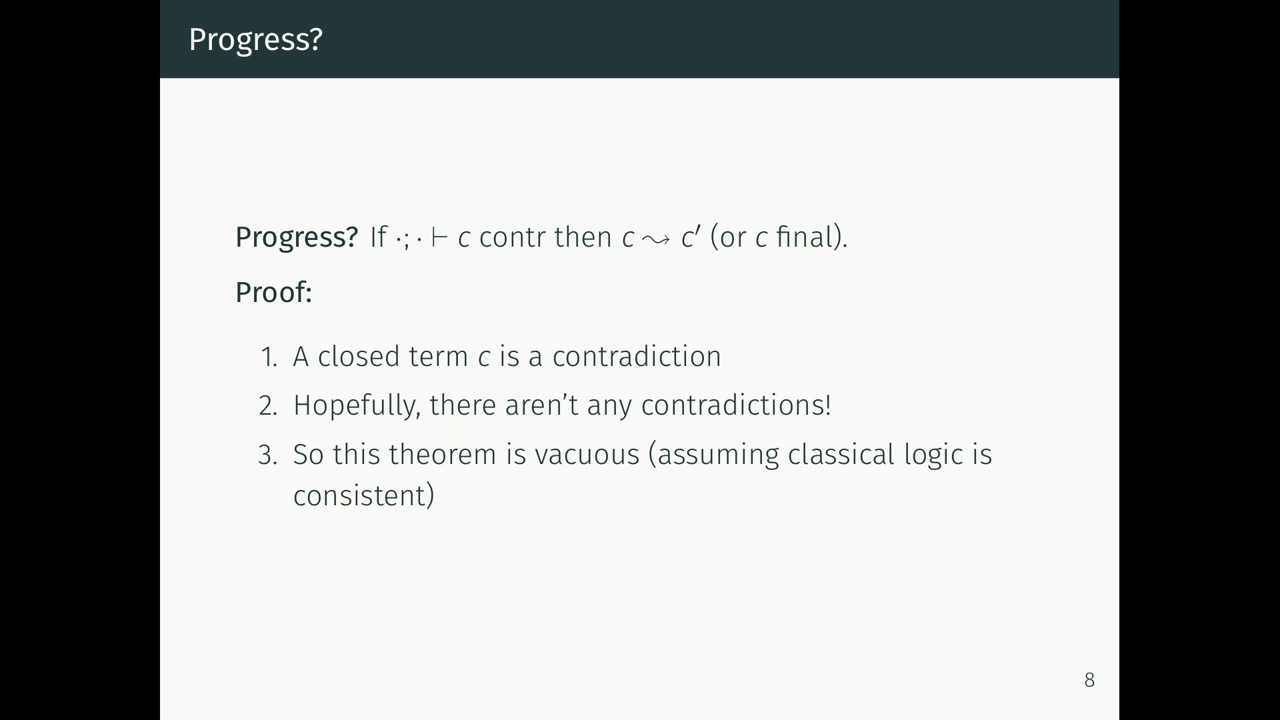 Progress?
Progress? If ·; · ⊢ c contr then c ⇝ c′ (or c final).
Proof:
1. A closed term c is a contradiction
2. Hopefully, there aren’t any contradictions!
3. So this theorem is vacuous (assuming classical logic is
consistent)
8